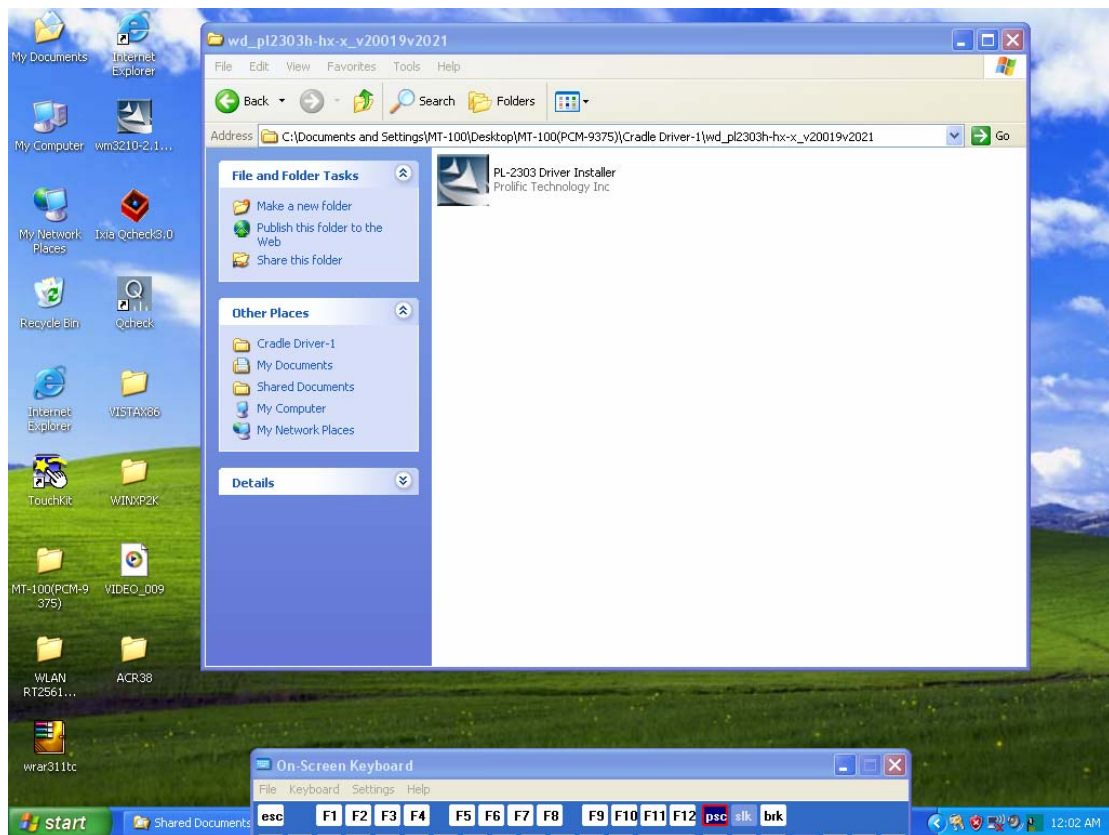 My Documents
Internet
Explorer
My Computer
wm3210-2.1...
My Network
Places
Ixia Qcheck3.0
Recycle Bin
Qcheck
Internet
Explorer
VISTAX86
TouchKit
WINXP2K
MT-100(PCM-9
375)
VIDEO_009
WLAN
RT2561...
ACR38
wrar311tc
wd_pl2303h-hx-x_v20019v2021
File Edit View Favorites Tools Help
Back Search Folders
Address C:\Documents and Settings\MT-100\Desktop\MT-100(PCM-9375)\Cradle Driver-1\wd_pl2303h-hx-x_v20019v2021 Go
File and Folder Tasks
Make a new folder
Publish this folder to the
Web
Share this folder
Other Places
Cradle Driver-1
My Documents
Shared Documents
My Computer
My Network Places
Details
PL-2303 Driver Installer
Prolific Technology Inc
On-Screen Keyboard
File Keyboard Settings Help
esc F1 F2 F3 F4 F5 F6 F7 F8 F9 F10 F11 F12 psc slk brk
start Shared Documents 12:02 AM